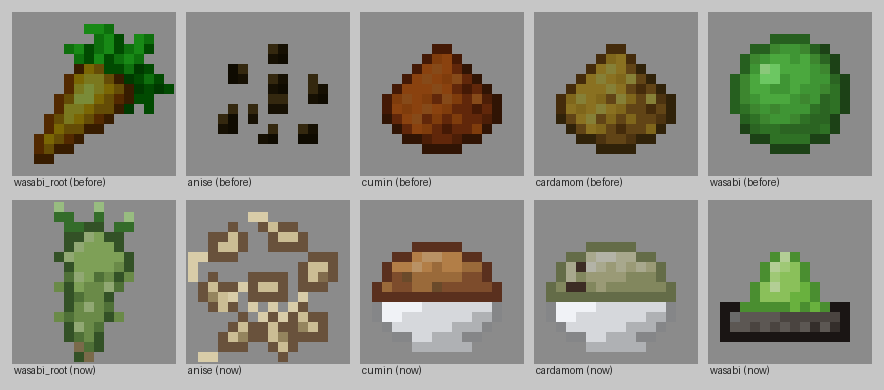 wasabi_root (before)
anise (before)
cumin (before)
cardamom (before)
wasabi (before)
wasabi_root (now)
anise (now)
cumin (now)
cardamom (now)
wasabi (now)